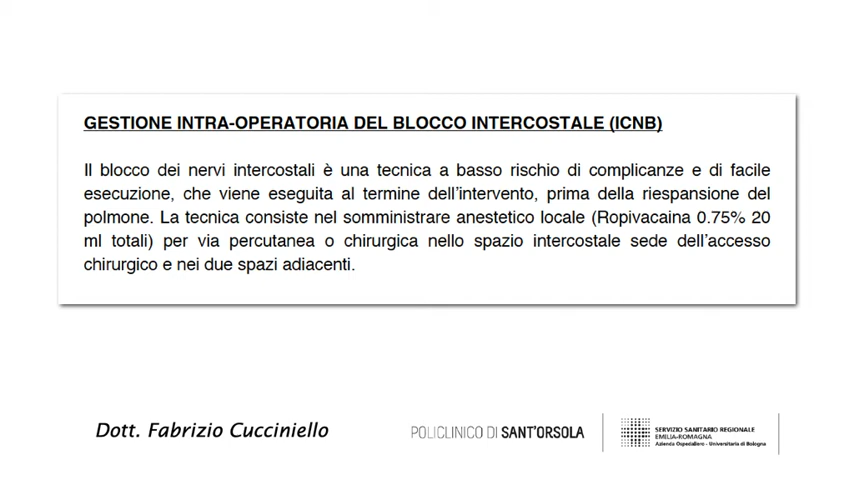 GESTIONE INTRA-OPERATORIA DEL BLOCCO INTERCOSTALE (ICNB)
Il blocco dei nervi intercostali è una tecnica a basso rischio di complicanze e di facile
esecuzione, che viene eseguita al termine dell'intervento, prima della riespansione del
polmone. La tecnica consiste nel somministrare anestetico locale (Ropivacaina 0.75% 20
ml totali) per via percutanea o chirurgica nello spazio intercostale sede dell'accesso
chirurgico e nei due spazi adiacenti.
Dott. Fabrizio Cucciniello
POLICLINICO DI SANT'ORSOLA
SERVIZIO SANITARIO REGIONALE
EMILIA-ROMAGNA
Azienda Ospedaliero - Universitaria di Bologna